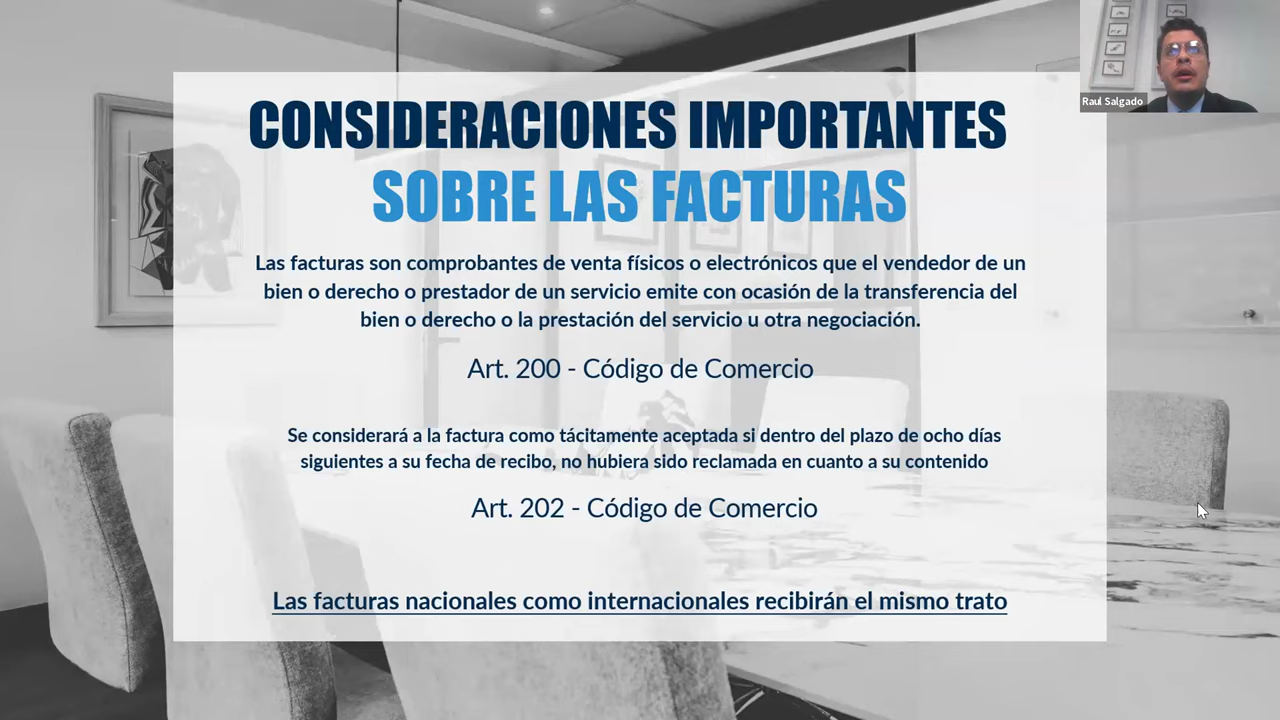 CONSIDERACIONES IMPORTANTES
SOBRE LAS FACTURAS
Las facturas son comprobantes de venta físicos o electrónicos que el vendedor de un
bien o derecho o prestador de un servicio emite con ocasión de la transferencia del
bien o derecho o la prestación del servicio u otra negociación.
Art. 200 - Código de Comercio
Se considerará a la factura como tácitamente aceptada si dentro del plazo de ocho días
siguientes a su fecha de recibo, no hubiera sido reclamada en cuanto a su contenido
Art. 202 - Código de Comercio
Las facturas nacionales como internacionales recibirán el mismo trato
Raul Salgado